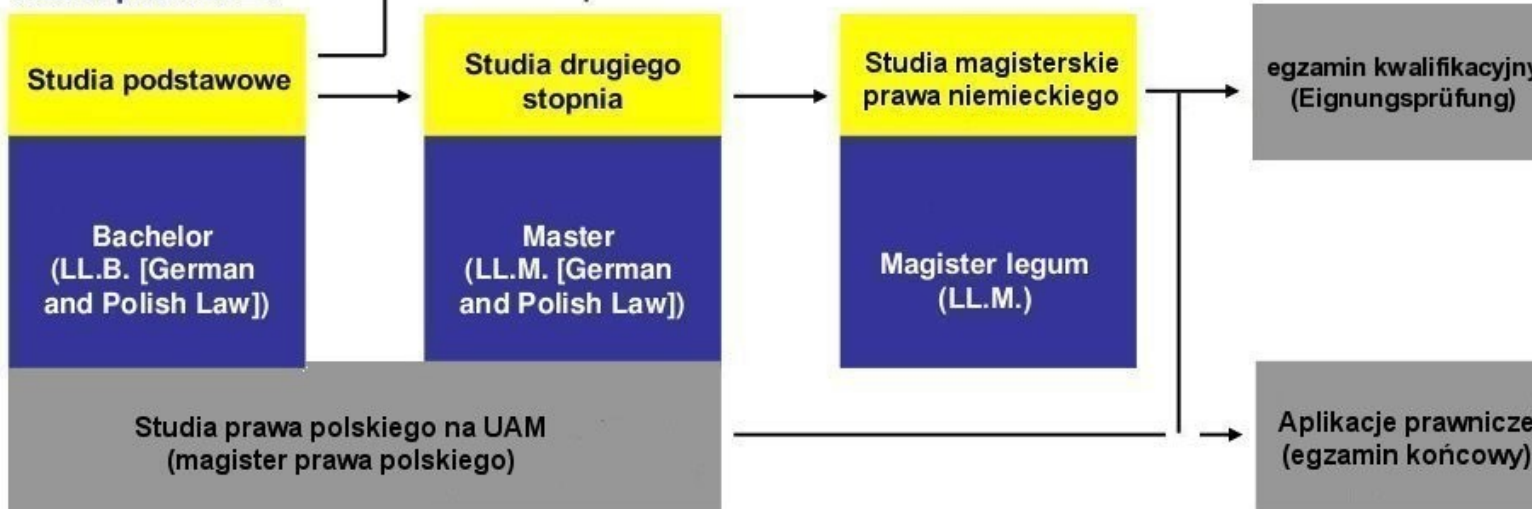 Studia podstawowe
Studia drugiego
stopnia
Studia magisterskie
prawa niemieckiego
egzamin kwalifikacyjny
(Eignungsprüfung)
Bachelor
(LL.B. [German
and Polish Law])
Master
(LL.M. [German
and Polish Law])
Magister legum
(LL.M.)
Studia prawa polskiego na UAM
(magister prawa polskiego)
Aplikacje prawnicze
(egzamin końcowy)